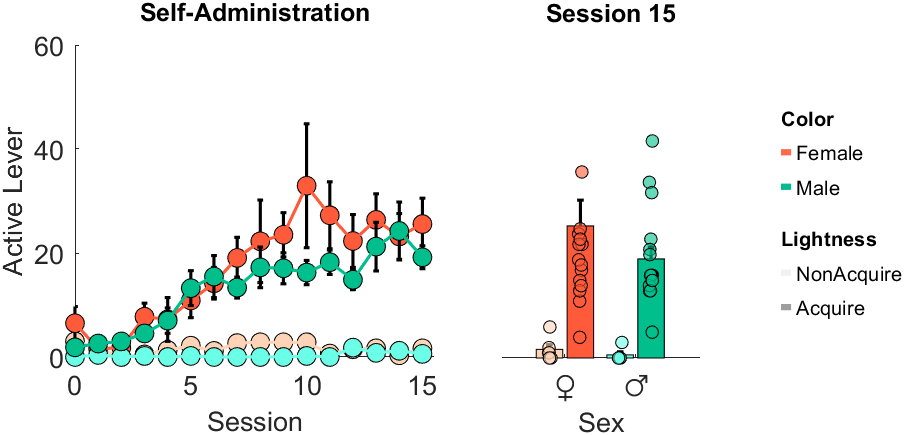 Self-Administration
Session 15
60
40
20
0
Active Lever
0 5 10 15
Session
♀ ♂
Sex
Color
Female
Male
Lightness
NonAcquire
Acquire